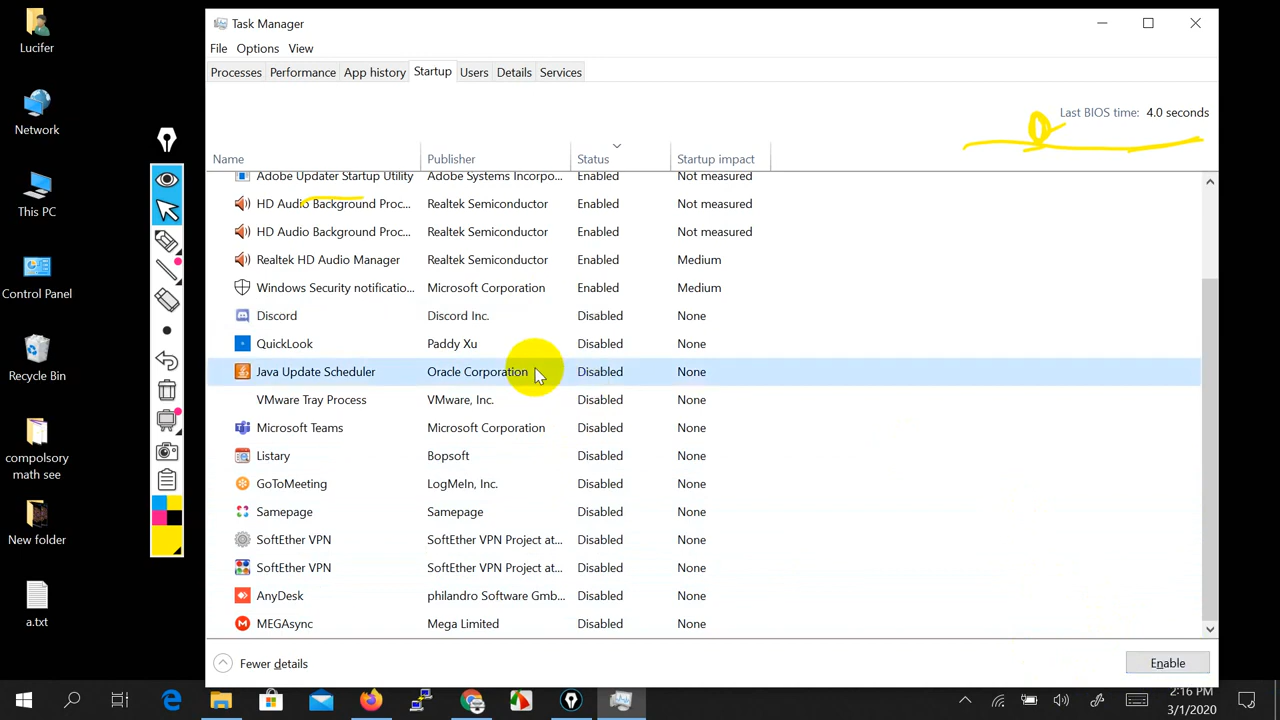 Lucifer
Network
This PC
Control Panel
Recycle Bin
compolsory
math see
New folder
a.txt
Task Manager
File Options View
Processes Performance App history Startup Users Details Services
Last BIOS time: 4.0 seconds
Name Publisher Status Startup impact
Adobe Updater Startup Utility Adobe Systems Incorpo... Enabled Not measured
HD Audio Background Proc... Realtek Semiconductor Enabled Not measured
HD Audio Background Proc... Realtek Semiconductor Enabled Not measured
Realtek HD Audio Manager Realtek Semiconductor Enabled Medium
Windows Security notificatio... Microsoft Corporation Enabled Medium
Discord Discord Inc. Disabled None
QuickLook Paddy Xu Disabled None
Java Update Scheduler Oracle Corporation Disabled None
VMware Tray Process VMware, Inc. Disabled None
Microsoft Teams Microsoft Corporation Disabled None
Listary Bopsoft Disabled None
GoToMeeting LogMeIn, Inc. Disabled None
Samepage Samepage Disabled None
SoftEther VPN SoftEther VPN Project at... Disabled None
SoftEther VPN SoftEther VPN Project at... Disabled None
AnyDesk philandro Software Gmb... Disabled None
MEGAsync Mega Limited Disabled None
Fewer details Enable
2:16 PM
3/1/2020